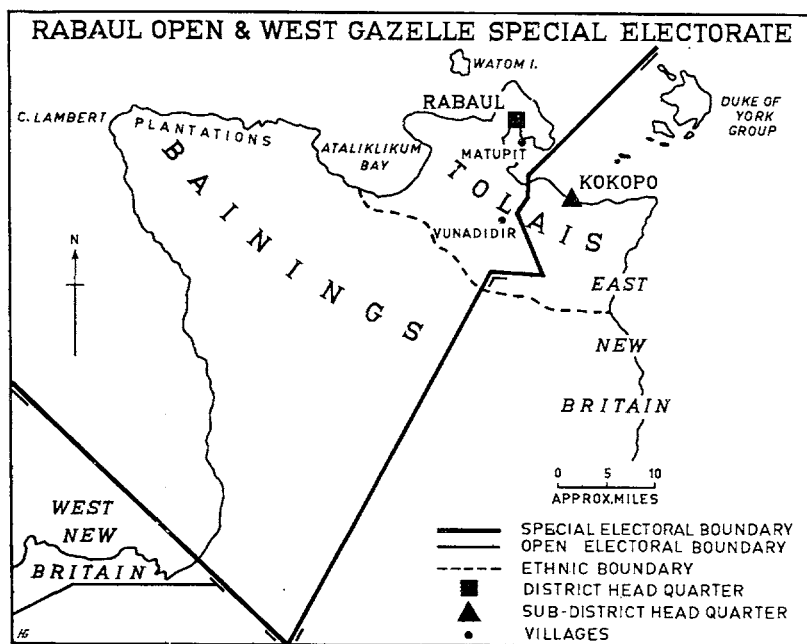 RABAUL OPEN & WEST GAZELLE SPECIAL ELECTORATE
WATOM I.
RABAUL
C. LAMBERT
PLANTATIONS
DUKE OF
YORK
GROUP
MATUPIT
ATALIKLIKUM
BAY
KOKOPO
BAININGS
TOLAIS
VUNADIDIR
N
EAST
NEW
BRITAIN
0 5 10
APPROX.MILES
WEST
NEW
BRITAIN
SPECIAL ELECTORAL BOUNDARY
OPEN ELECTORAL BOUNDARY
ETHNIC BOUNDARY
DISTRICT HEAD QUARTER
SUB-DISTRICT HEAD QUARTER
VILLAGES
HG